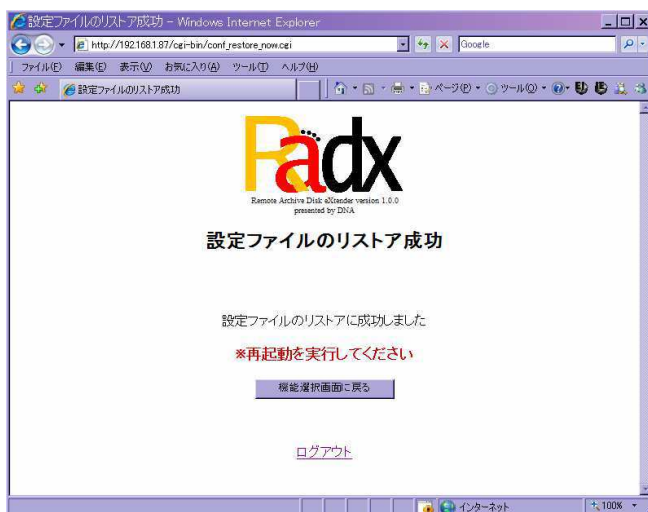 設定ファイルのリストア成功 - Windows Internet Explorer
http://192.168.1.87/cgi-bin/conf_restore_now.cgi
Google
ファイル(F) 編集(E) 表示(V) お気に入り(A) ツール(T) ヘルプ(H)
設定ファイルのリストア成功
ページ(P) ツール(O)
Radx
Remote Archive Disk eXtender version 1.0.0
presented by DNA
設定ファイルのリストア成功
設定ファイルのリストアに成功しました
※再起動を実行してください
機能選択画面に戻る
ログアウト
インターネット
100%